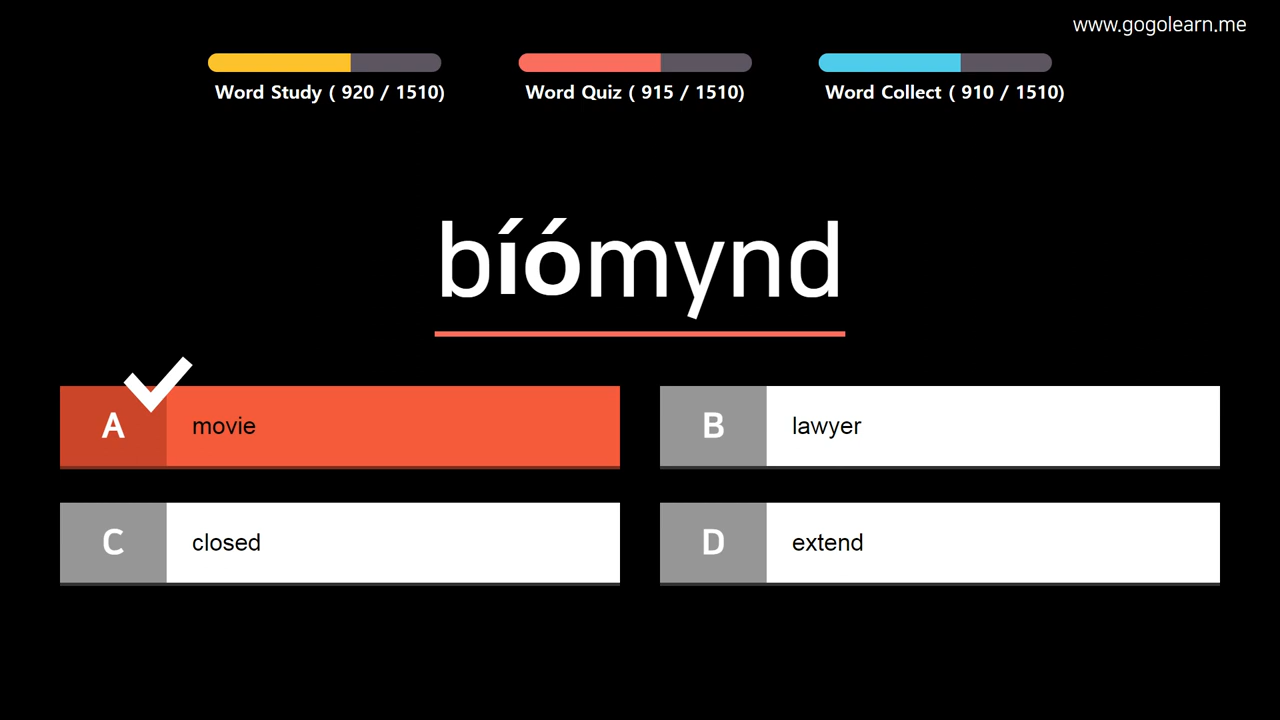 www.gogolearn.me
Word Study ( 920 / 1510)
Word Quiz ( 915 / 1510)
Word Collect ( 910 / 1510)
bíómynd
A movie
B lawyer
C closed
D extend